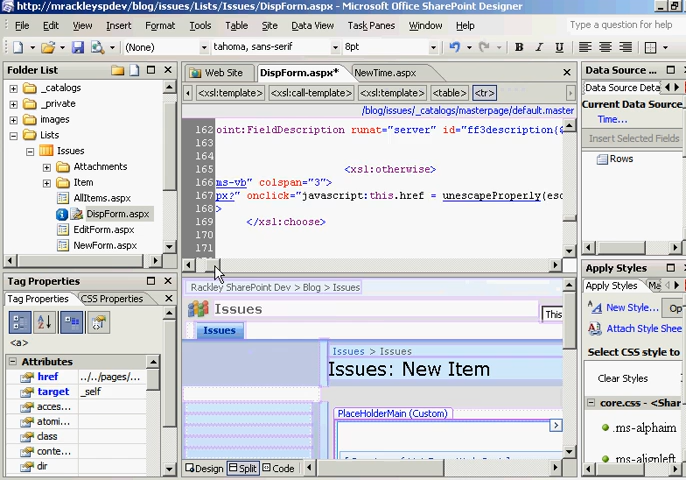 http://mrackleyspdev/blog/issues/Lists/Issues/DispForm.aspx - Microsoft Office SharePoint Designer
File Edit View Insert Format Tools Table Site Data View Task Panes Window Help Type a question for help
(None) tahoma, sans-serif 8pt B I U
Folder List
_catalogs
_private
images
Lists
Issues
Attachments
Item
AllItems.aspx
DispForm.aspx
EditForm.aspx
NewForm.aspx
Tag Properties
Tag Properties CSS Properties
<a>
Attributes
href ../../pages/...
target _self
acces...
atomi...
class
conte...
dir
Web Site DispForm.aspx* NewTime.aspx
<xsl:template> <xsl:call-template> <xsl:template> <table> <tr>
/blog/issues/_catalogs/masterpage/default.master
162 oint:FieldDescription runat="server" id="ff3description{$
163
164
165 <xsl:otherwise>
166 ms-vb" colspan="3">
167 px?" onclick="javascript:this.href = unescapeProperly(esc
168 >
169 </xsl:choose>
170
171
Rackley SharePoint Dev > Blog > Issues
Issues
This
Issues
Issues > Issues
Issues: New Item
PlaceHolderMain (Custom)
Design Split Code
Data Source ...
Data Source Deta
Current Data Source
Time...
Insert Selected Fields
Rows
Apply Styles
Apply Styles Ma
New Style... Op
Attach Style Shee
Select CSS style to
Clear Styles
core.css - <Shar
.ms-alphaim
.ms-alignleft